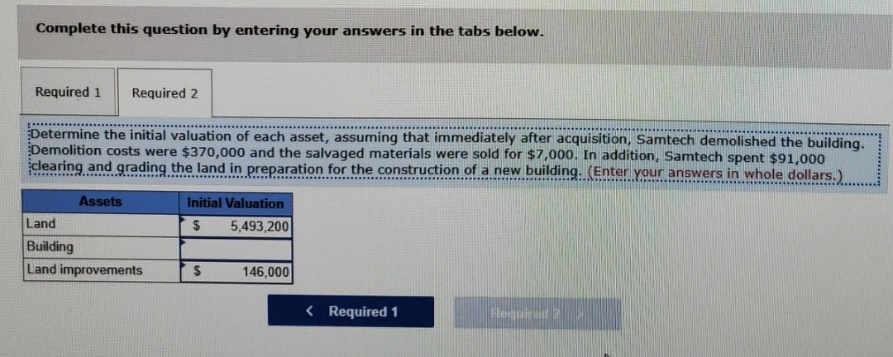 Complete this question by entering your answers in the tabs below.
Required 1 Required 2
Determine the initial valuation of each asset, assuming that immediately after acquisition, Samtech demolished the building.
Demolition costs were $370,000 and the salvaged materials were sold for $7,000. In addition, Samtech spent $91,000
clearing and grading the land in preparation for the construction of a new building. (Enter your answers in whole dollars.)
Assets Initial Valuation
Land $ 5,493,200
Building
Land improvements $ 146,000
< Required 1 Required 2 >